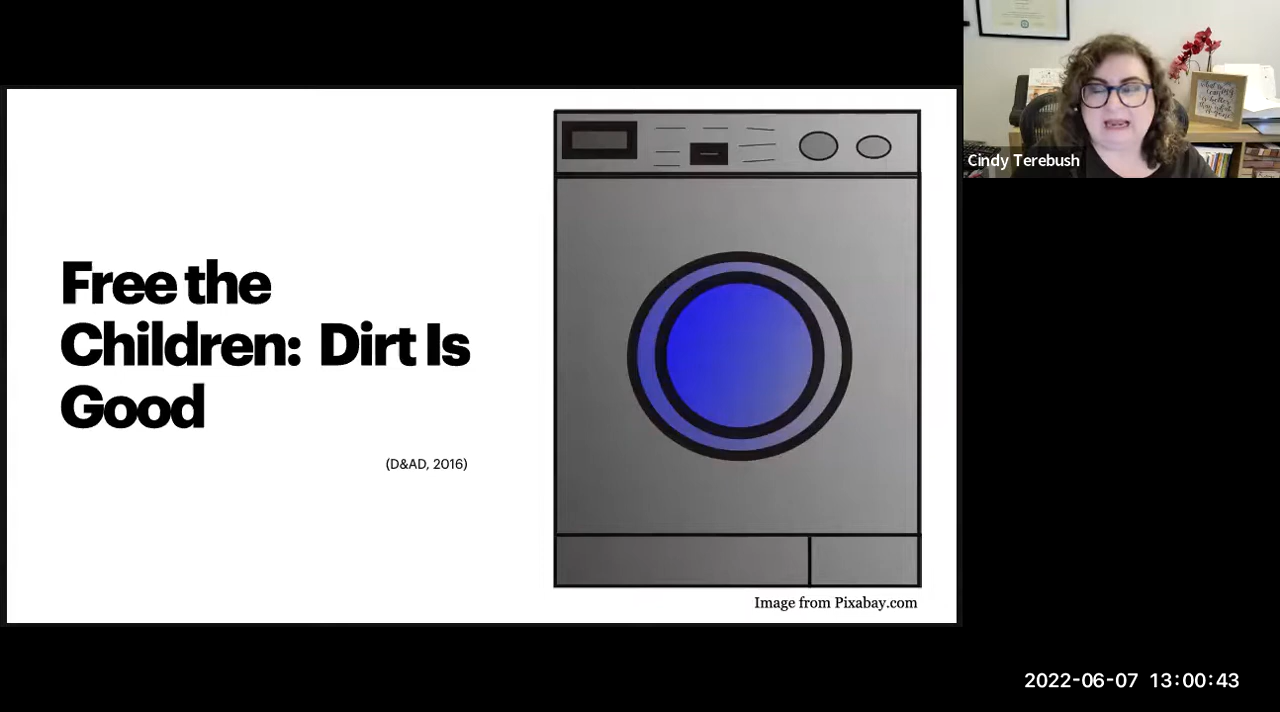 Free the
Children: Dirt Is
Good
(D&AD, 2016)
Image from Pixabay.com
Cindy Terebush
2022-06-07 13:00:43